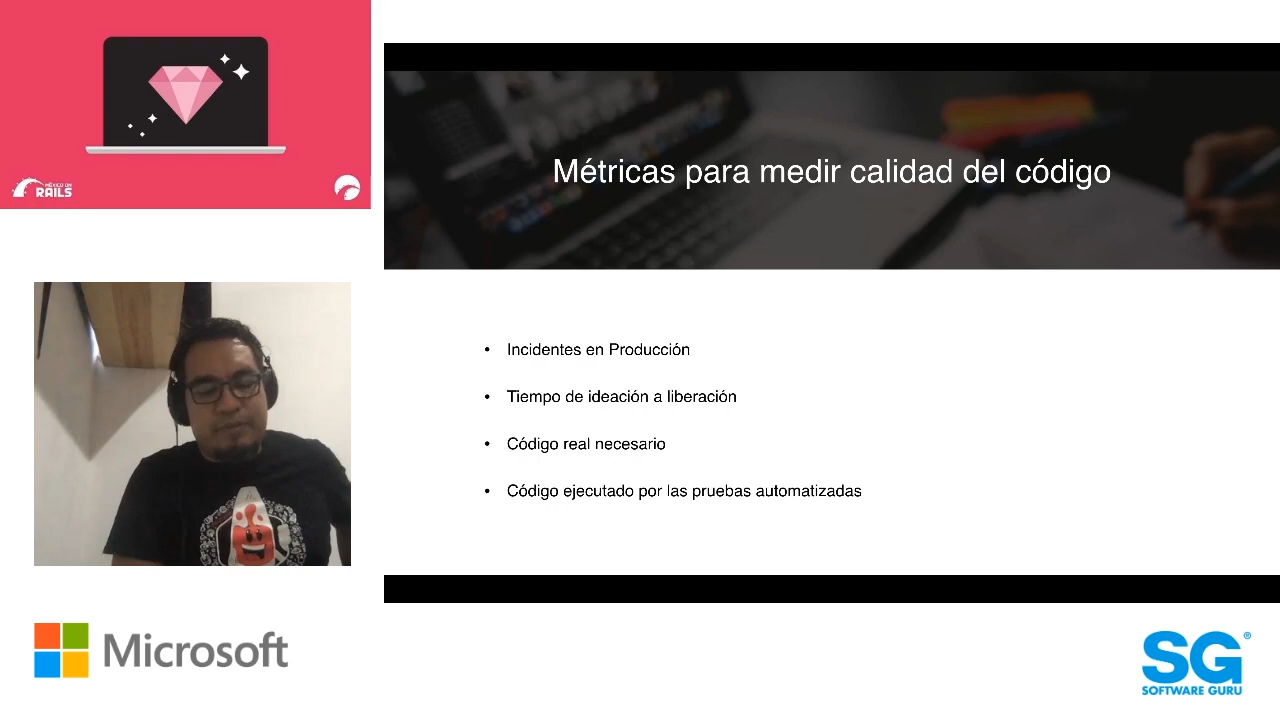 MÉXICO ON
RAILS
Métricas para medir calidad del código
• Incidentes en Producción
• Tiempo de ideación a liberación
• Código real necesario
• Código ejecutado por las pruebas automatizadas
Microsoft
SG®
SOFTWARE GURU